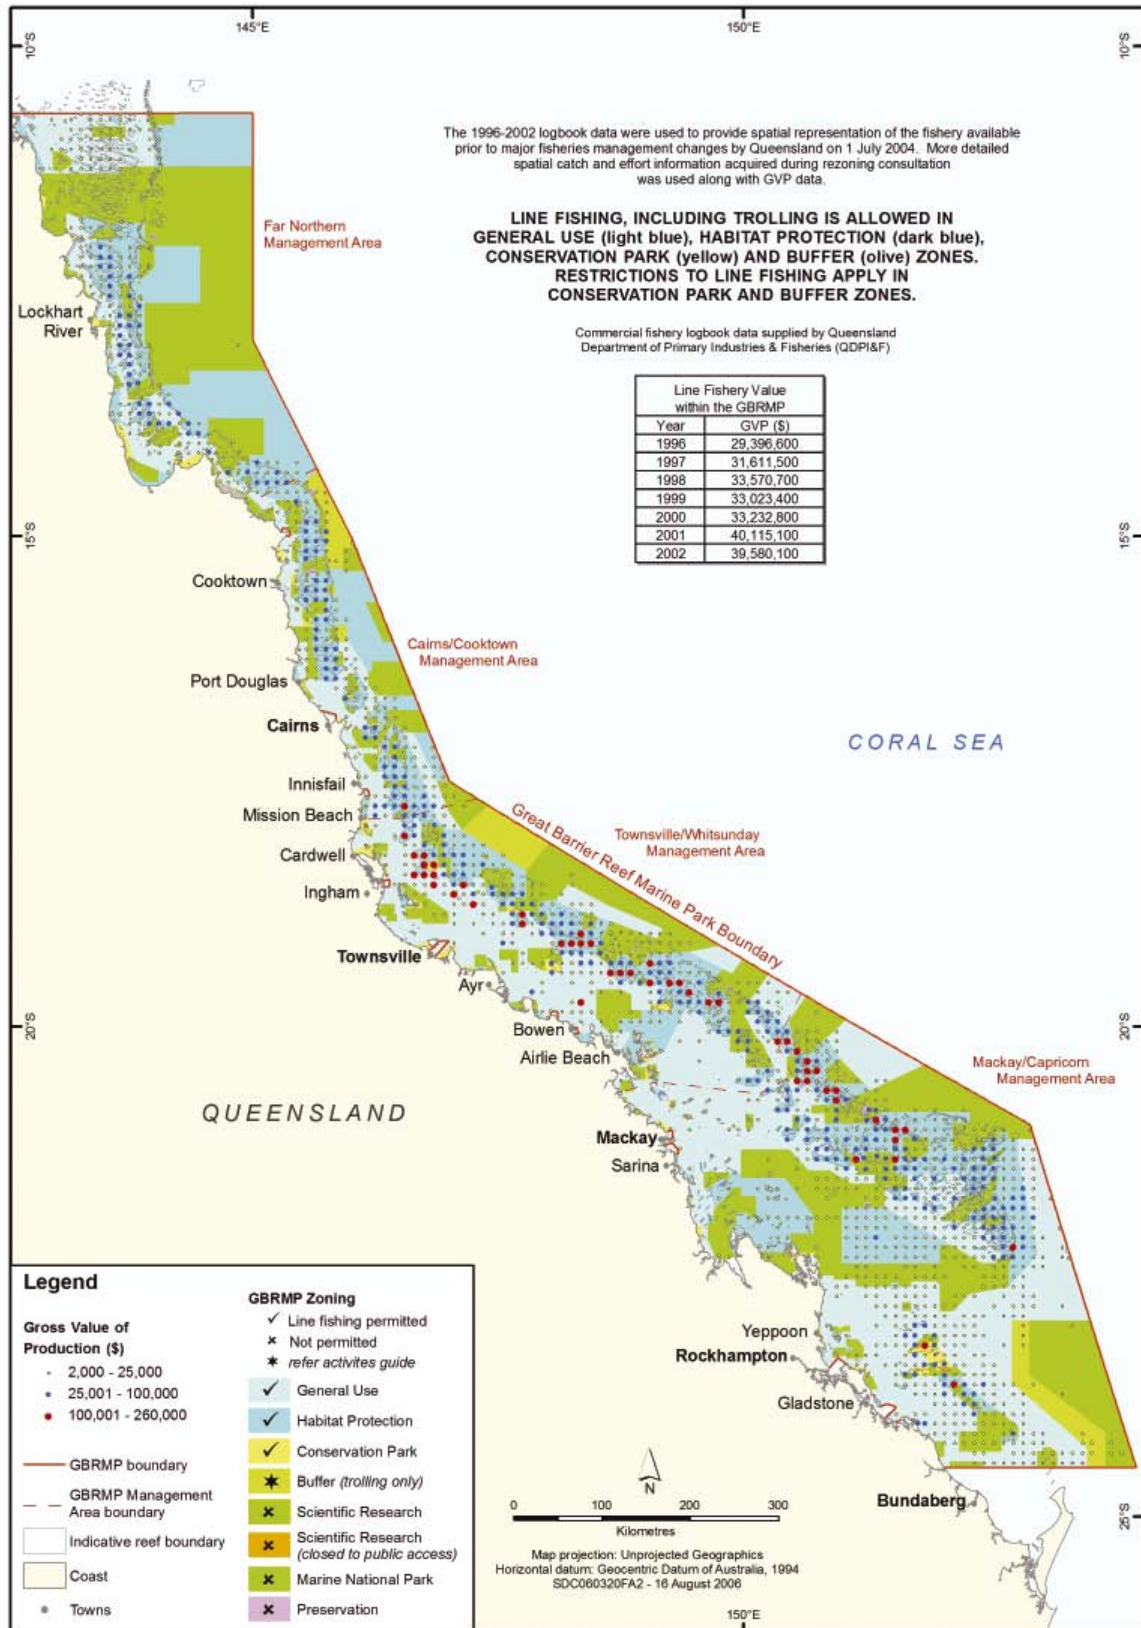 145°E
150°E
10°S
10°S
The 1996-2002 logbook data were used to provide spatial representation of the fishery available
prior to major fisheries management changes by Queensland on 1 July 2004. More detailed
spatial catch and effort information acquired during rezoning consultation
was used along with GVP data.
LINE FISHING, INCLUDING TROLLING IS ALLOWED IN
GENERAL USE (light blue), HABITAT PROTECTION (dark blue),
CONSERVATION PARK (yellow) AND BUFFER (olive) ZONES.
RESTRICTIONS TO LINE FISHING APPLY IN
CONSERVATION PARK AND BUFFER ZONES.
Commercial fishery logbook data supplied by Queensland
Department of Primary Industries & Fisheries (QDPI&F)
Line Fishery Value
within the GBRMP
Year GVP ($)
1996 29,396,600
1997 31,611,500
1998 33,570,700
1999 33,023,400
2000 33,232,800
2001 40,115,100
2002 39,580,100
Far Northern
Management Area
Lockhart
River
15°S
15°S
Cooktown
Cairns/Cooktown
Management Area
Port Douglas
Cairns
CORAL SEA
Innisfail
Mission Beach
Cardwell
Ingham
Great Barrier Reef Marine Park Boundary
Townsville/Whitsunday
Management Area
Townsville
Ayr
20°S
20°S
Bowen
Airlie Beach
Mackay/Capricorn
Management Area
QUEENSLAND
Mackay
Sarina
Yeppoon
Rockhampton
Gladstone
Bundaberg
25°S
Legend
Gross Value of
Production ($)
2,000 - 25,000
25,001 - 100,000
100,001 - 260,000
GBRMP boundary
GBRMP Management
Area boundary
Indicative reef boundary
Coast
Towns
GBRMP Zoning
Line fishing permitted
Not permitted
refer activites guide
General Use
Habitat Protection
Conservation Park
Buffer (trolling only)
Scientific Research
Scientific Research
(closed to public access)
Marine National Park
Preservation
N
0 100 200 300
Kilometres
Map projection: Unprojected Geographics
Horizontal datum: Geocentric Datum of Australia, 1994
SDC060320FA2 - 16 August 2006
150°E